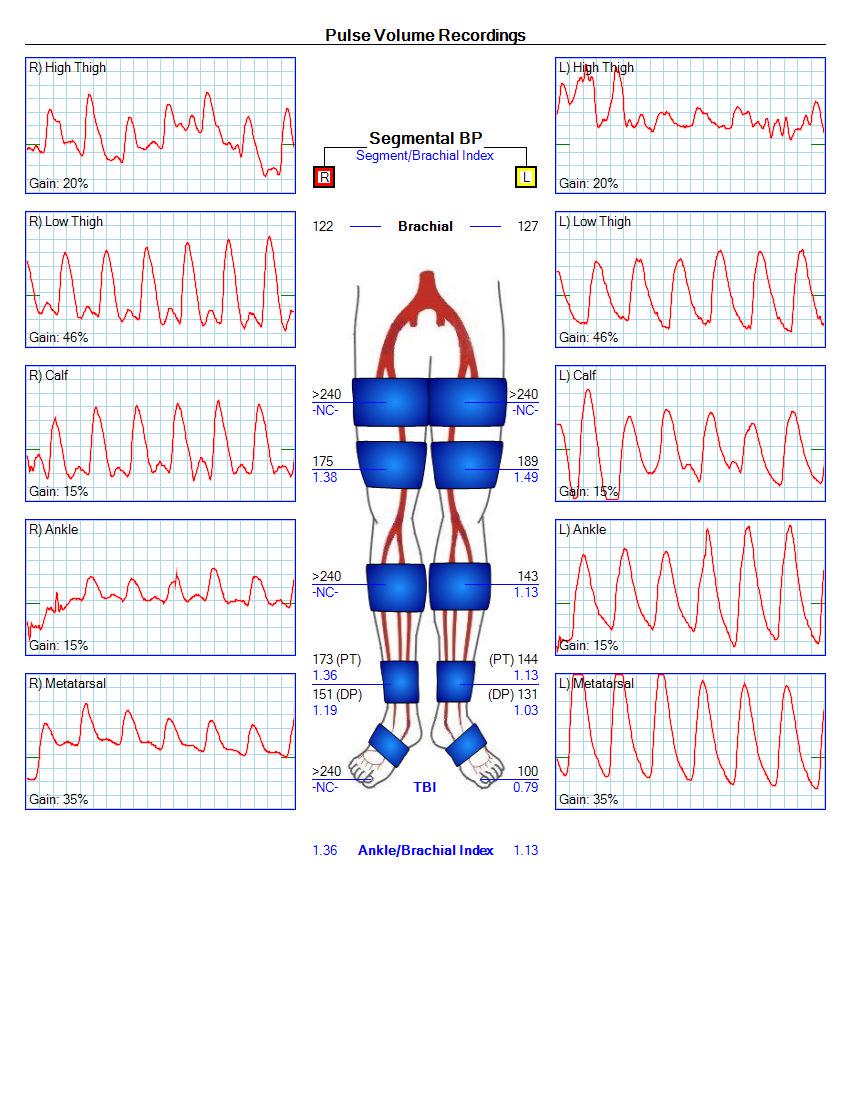 Pulse Volume Recordings
R) High Thigh
Gain: 20%
R) Low Thigh
Gain: 46%
R) Calf
Gain: 15%
R) Ankle
Gain: 15%
R) Metatarsal
Gain: 35%
Segmental BP
Segment/Brachial Index
R L
122 Brachial 127
>240 >240
-NC- -NC-
175 189
1.38 1.49
>240 143
-NC- 1.13
173 (PT) (PT) 144
1.36 1.13
151 (DP) (DP) 131
1.19 1.03
>240 100
-NC- TBI 0.79
1.36 Ankle/Brachial Index 1.13
L) High Thigh
Gain: 20%
L) Low Thigh
Gain: 46%
L) Calf
Gain: 15%
L) Ankle
Gain: 15%
L) Metatarsal
Gain: 35%